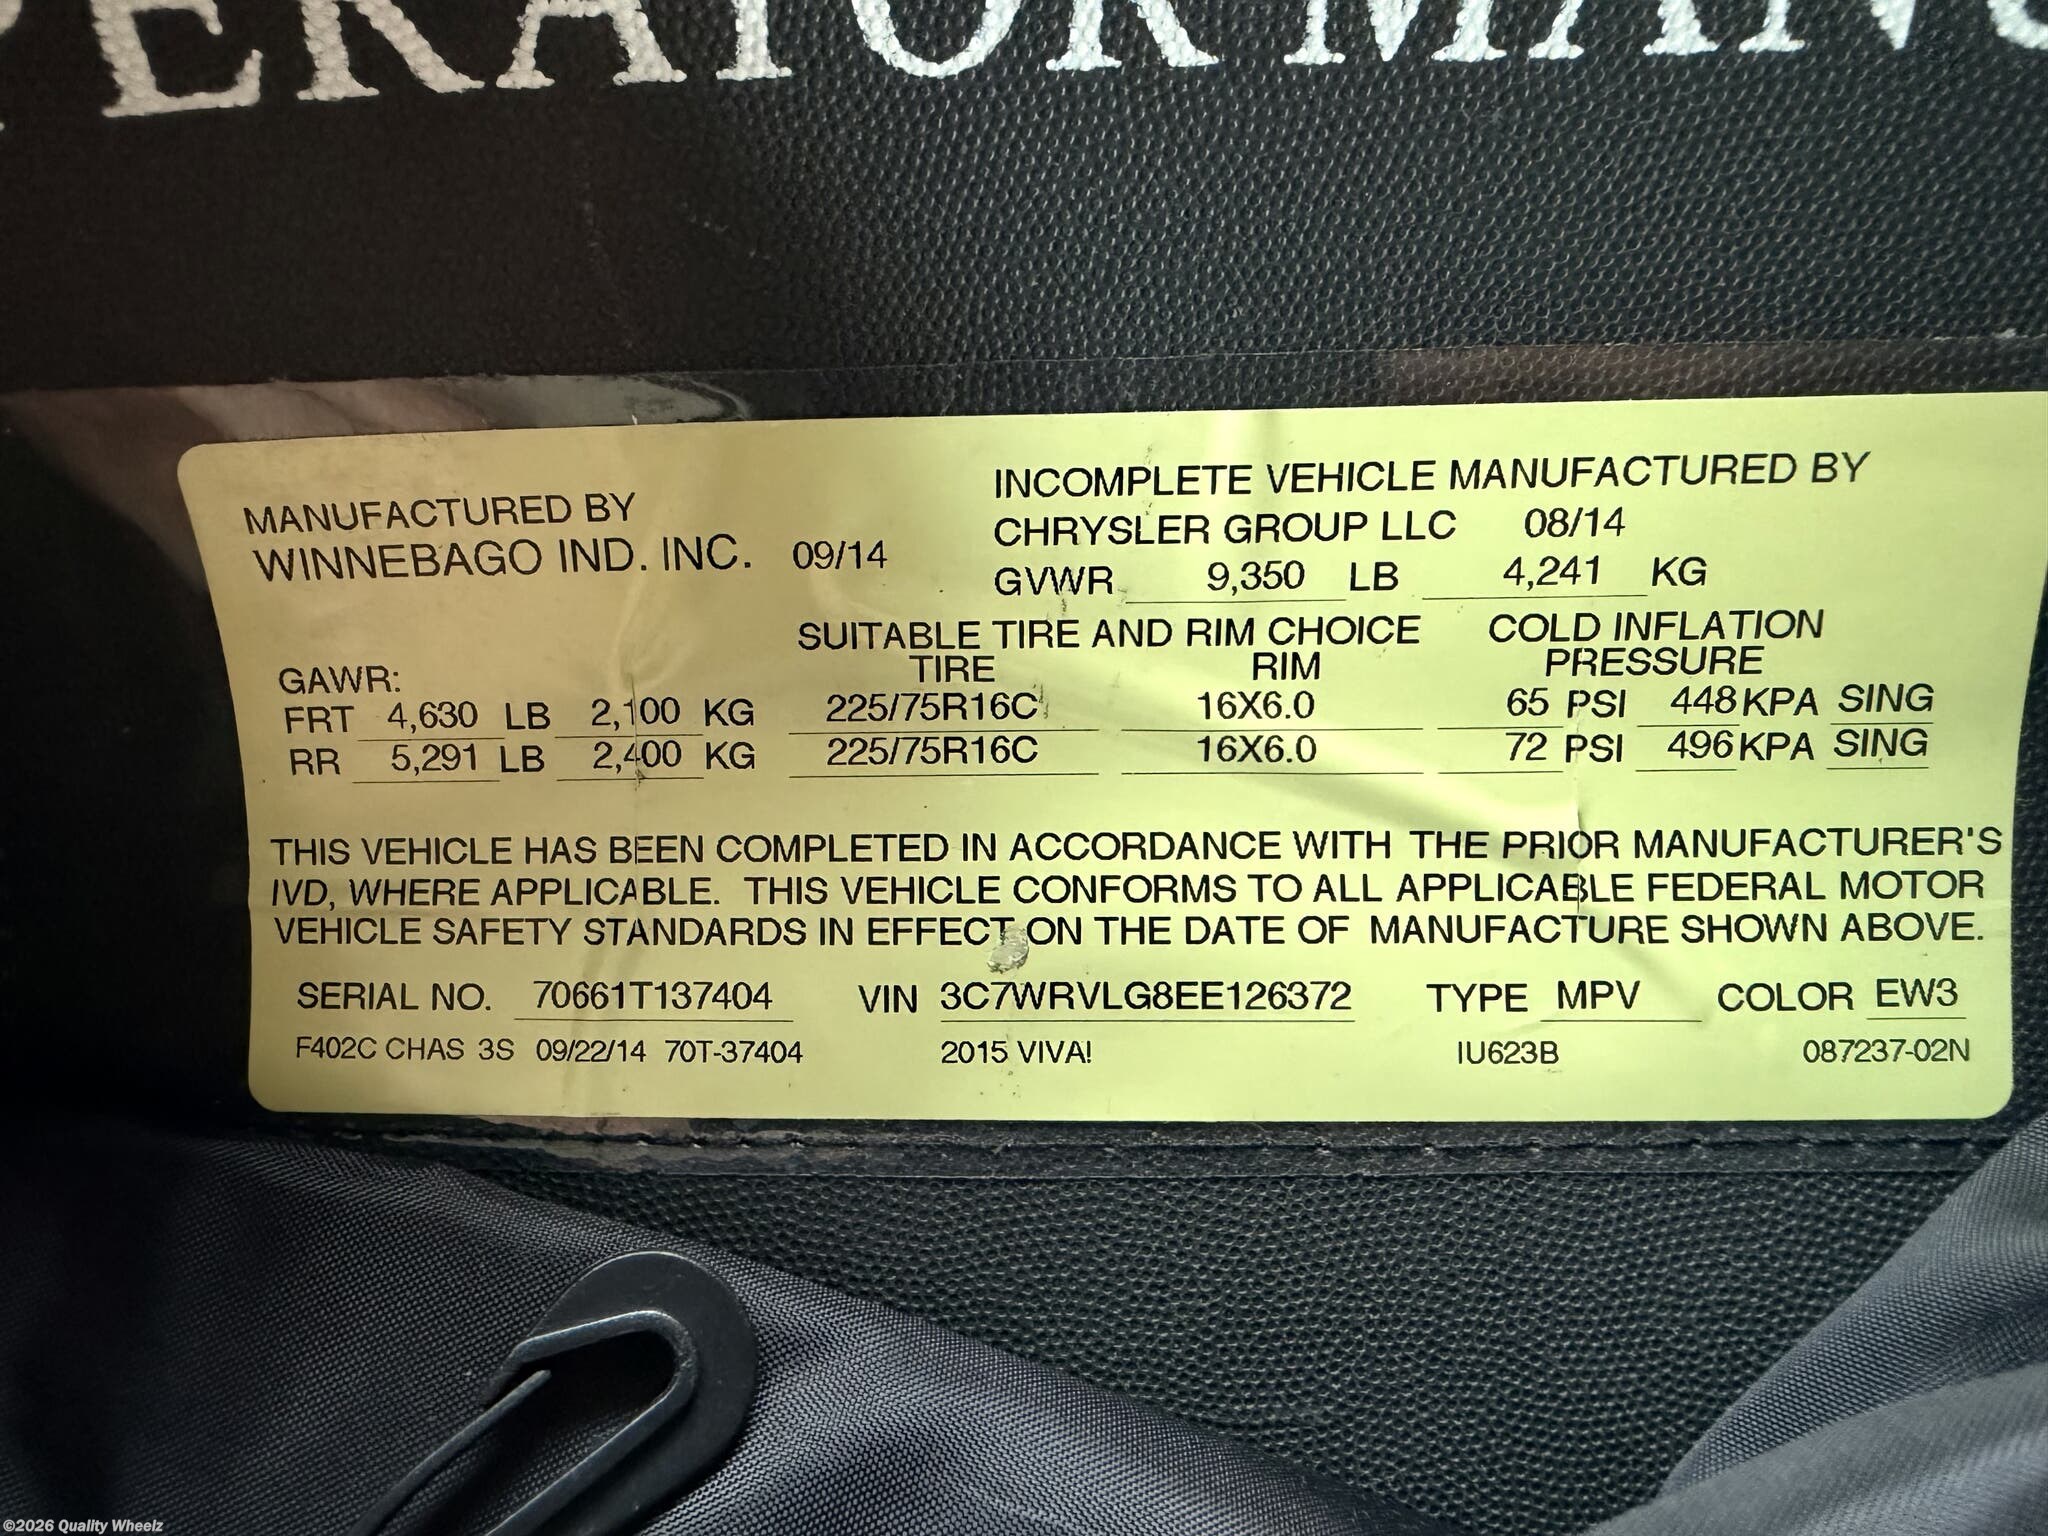 PERATOR MANU
MANUFACTURED BY
WINNEBAGO IND. INC. 09/14
INCOMPLETE VEHICLE MANUFACTURED BY
CHRYSLER GROUP LLC 08/14
GVWR 9,350 LB 4,241 KG
SUITABLE TIRE AND RIM CHOICE COLD INFLATION
GAWR: TIRE RIM PRESSURE
FRT 4,630 LB 2,100 KG 225/75R16C 16X6.0 65 PSI 448 KPA SING
RR 5,291 LB 2,400 KG 225/75R16C 16X6.0 72 PSI 496 KPA SING
THIS VEHICLE HAS BEEN COMPLETED IN ACCORDANCE WITH THE PRIOR MANUFACTURER'S
IVD, WHERE APPLICABLE. THIS VEHICLE CONFORMS TO ALL APPLICABLE FEDERAL MOTOR
VEHICLE SAFETY STANDARDS IN EFFECT ON THE DATE OF MANUFACTURE SHOWN ABOVE.
SERIAL NO. 70661T137404 VIN 3C7WRVLG8EE126372 TYPE MPV COLOR EW3
F402C CHAS 3S 09/22/14 70T-37404 2015 VIVA! IU623B 087237-02N
©2026 Quality Wheelz